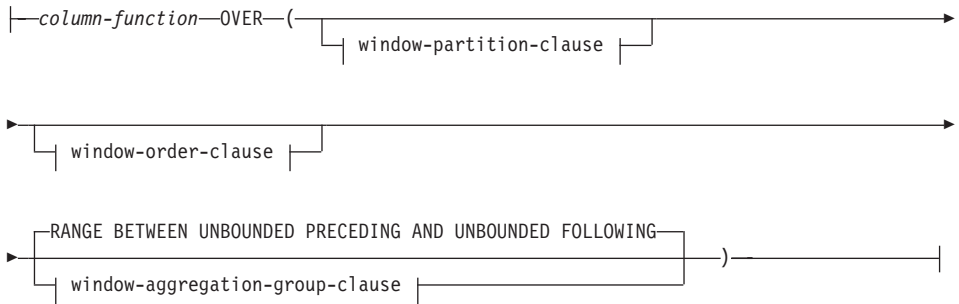 column-function OVER (
window-partition-clause
window-order-clause
RANGE BETWEEN UNBOUNDED PRECEDING AND UNBOUNDED FOLLOWING
)
window-aggregation-group-clause